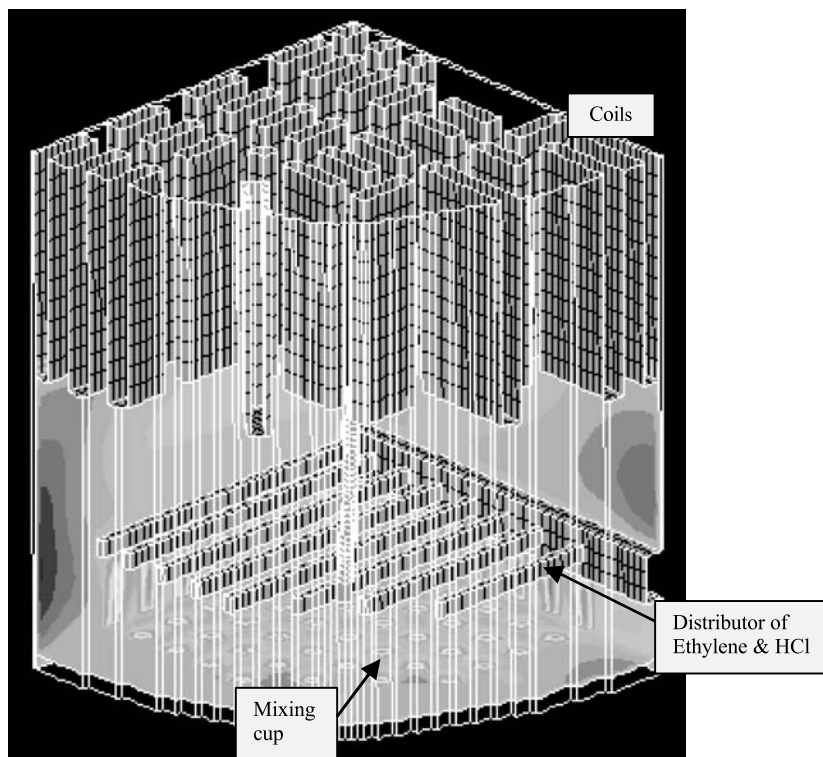 Coils
Distributor of
Ethylene & HCl
Mixing
cup